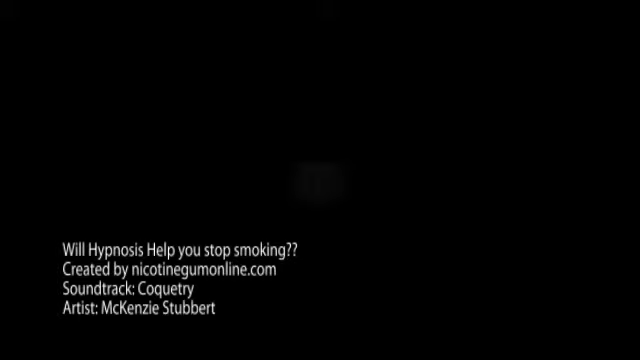 Will Hypnosis Help you stop smoking??
Created by nicotinegumonline.com
Soundtrack: Coquetry
Artist: McKenzie Stubbert